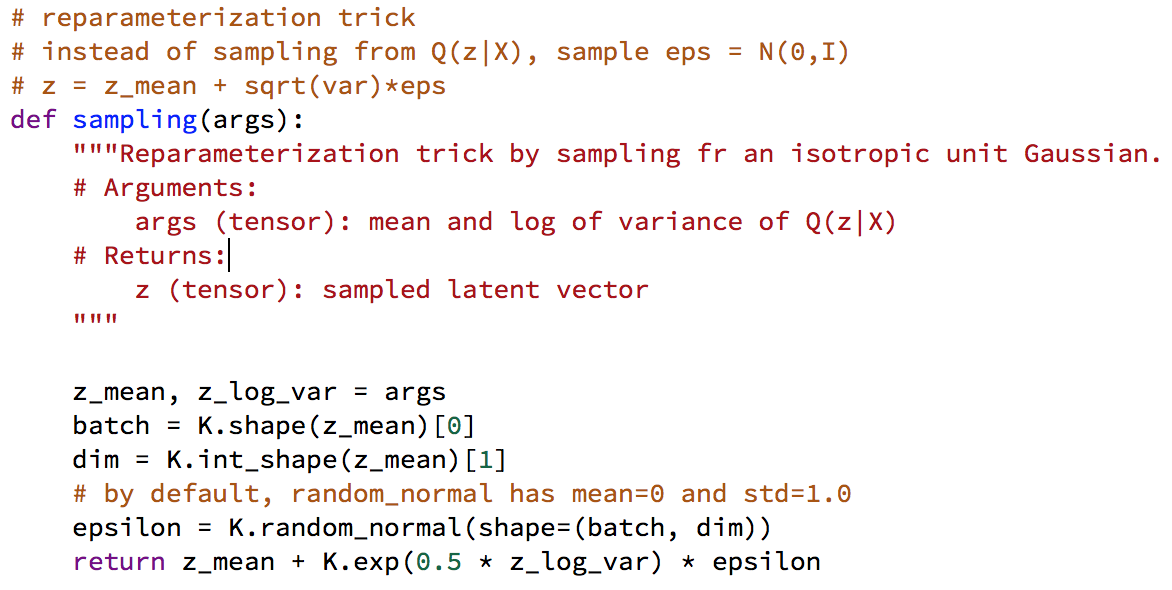 # reparameterization trick
# instead of sampling from Q(z|X), sample eps = N(0,I)
# z = z_mean + sqrt(var)*eps
def sampling(args):
    """Reparameterization trick by sampling fr an isotropic unit Gaussian.
    # Arguments:
        args (tensor): mean and log of variance of Q(z|X)
    # Returns:
        z (tensor): sampled latent vector
    """
    z_mean, z_log_var = args
    batch = K.shape(z_mean)[0]
    dim = K.int_shape(z_mean)[1]
    # by default, random_normal has mean=0 and std=1.0
    epsilon = K.random_normal(shape=(batch, dim))
    return z_mean + K.exp(0.5 * z_log_var) * epsilon